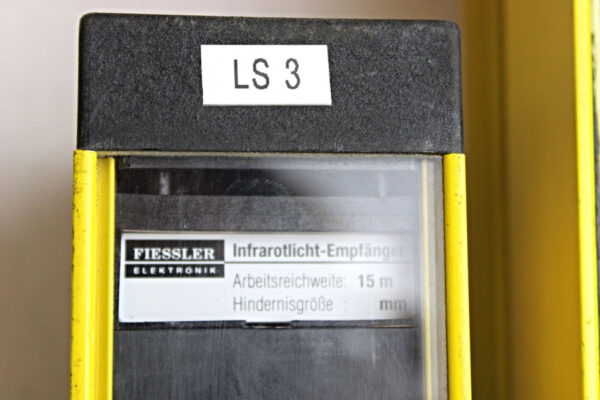 LS 3
FIESSLER
ELEKTRONIK
Infrarotlicht-Empfänger
Arbeitsreichweite: 15 m
Hindernisgröße : mm